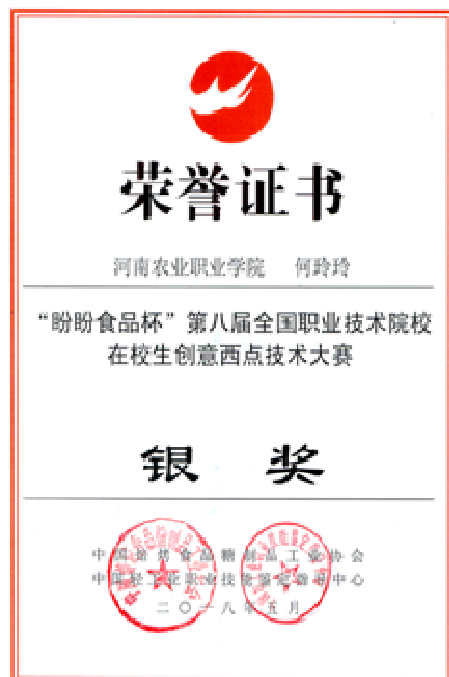 荣誉证书
河南农业职业学院 何玲玲
“盼盼食品杯”第八届全国职业技术院校
在校生创意西点技术大赛
银 奖
中国焙烤食品糖制品工业协会
中国轻工业职业技能鉴定指导中心
二〇一八年五月